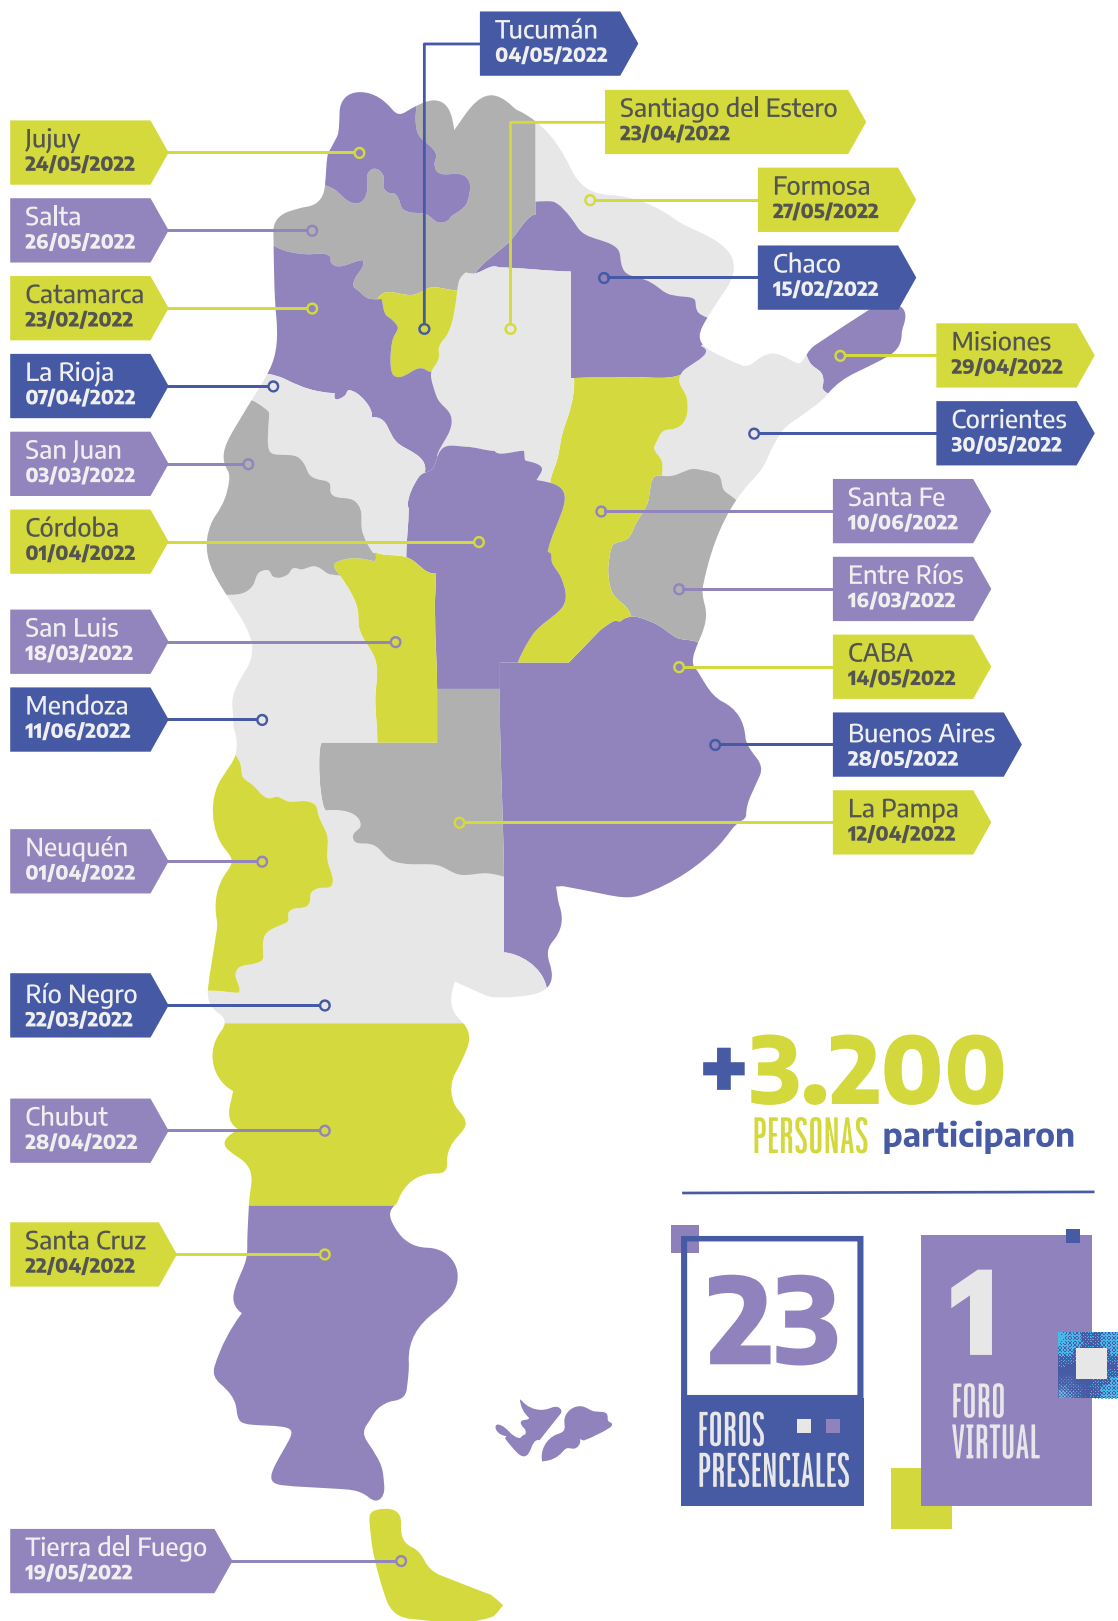 Tucumán
04/05/2022
Santiago del Estero
23/04/2022
Jujuy
24/05/2022
Formosa
27/05/2022
Salta
26/05/2022
Chaco
15/02/2022
Catamarca
23/02/2022
Misiones
29/04/2022
La Rioja
07/04/2022
Corrientes
30/05/2022
San Juan
03/03/2022
Santa Fe
10/06/2022
Córdoba
01/04/2022
Entre Ríos
16/03/2022
San Luis
18/03/2022
CABA
14/05/2022
Mendoza
11/06/2022
Buenos Aires
28/05/2022
La Pampa
12/04/2022
Neuquén
01/04/2022
Río Negro
22/03/2022
Chubut
28/04/2022
Santa Cruz
22/04/2022
Tierra del Fuego
19/05/2022
+3.200
PERSONAS participaron
23
FOROS
PRESENCIALES
1
FORO
VIRTUAL